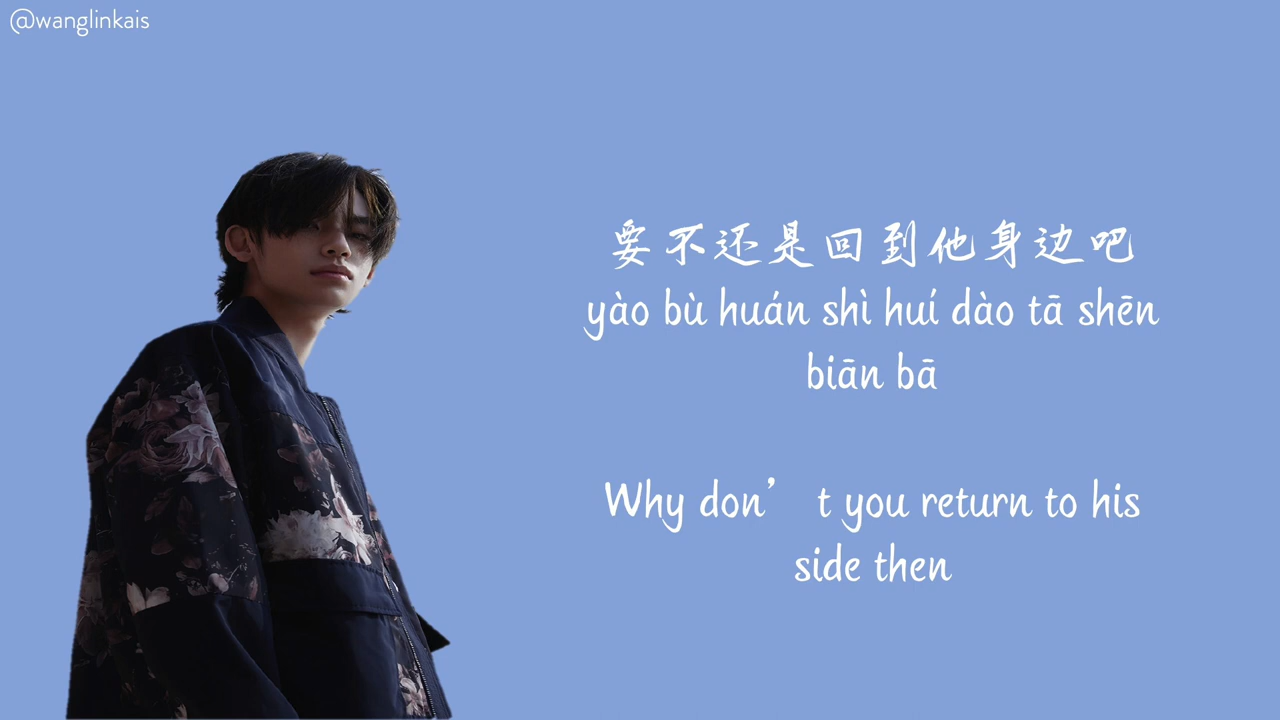 @wanglinkais
要不还是回到他身边吧
yào bù huán shì huí dào tā shēn
biān bā
Why don’t you return to his
side then